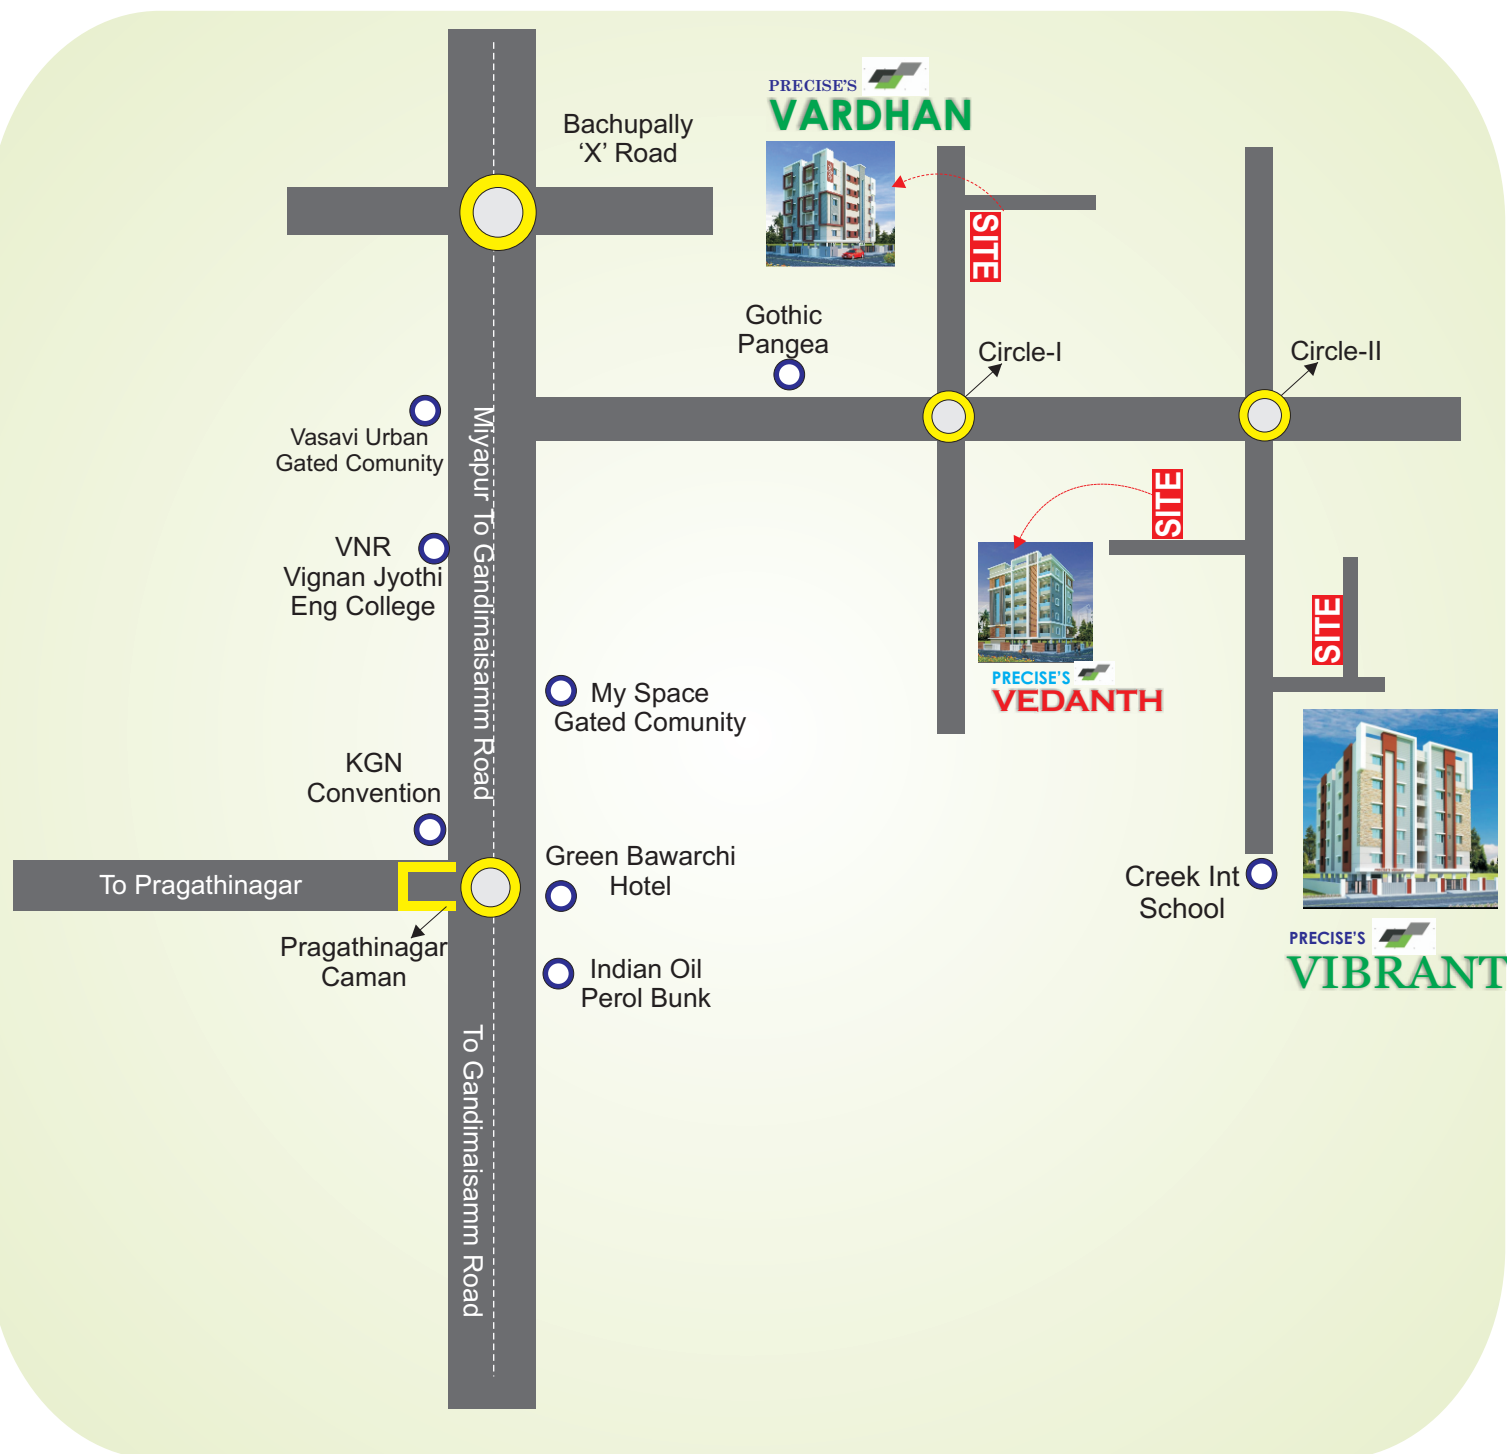 PRECISE'S
VARDHAN
Bachupally
‘X’ Road
SITE
Gothic
Pangea
Circle-I
Circle-II
Vasavi Urban
Gated Comunity
Miyapur To Gandimaisamm Road
SITE
VNR
Vignan Jyothi
Eng College
SITE
PRECISE'S
VEDANTH
My Space
Gated Comunity
KGN
Convention
Green Bawarchi
Hotel
To Pragathinagar
Creek Int
School
Pragathinagar
Caman
PRECISE'S
VIBRANT
Indian Oil
Perol Bunk
To Gandimaisamm Road